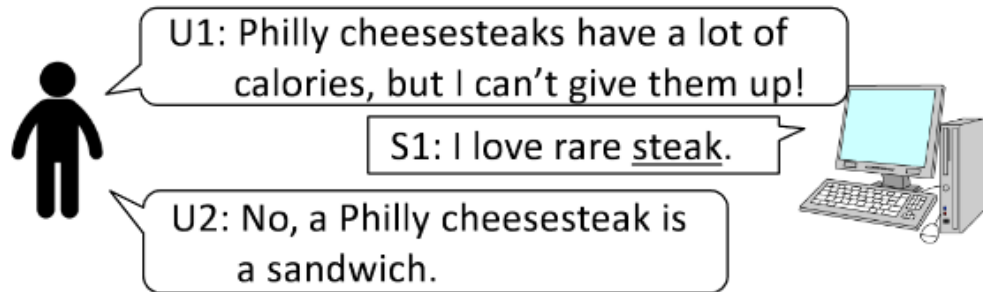 U1: Philly cheesesteaks have a lot of
calories, but I can’t give them up!
S1: I love rare steak.
U2: No, a Philly cheesesteak is
a sandwich.